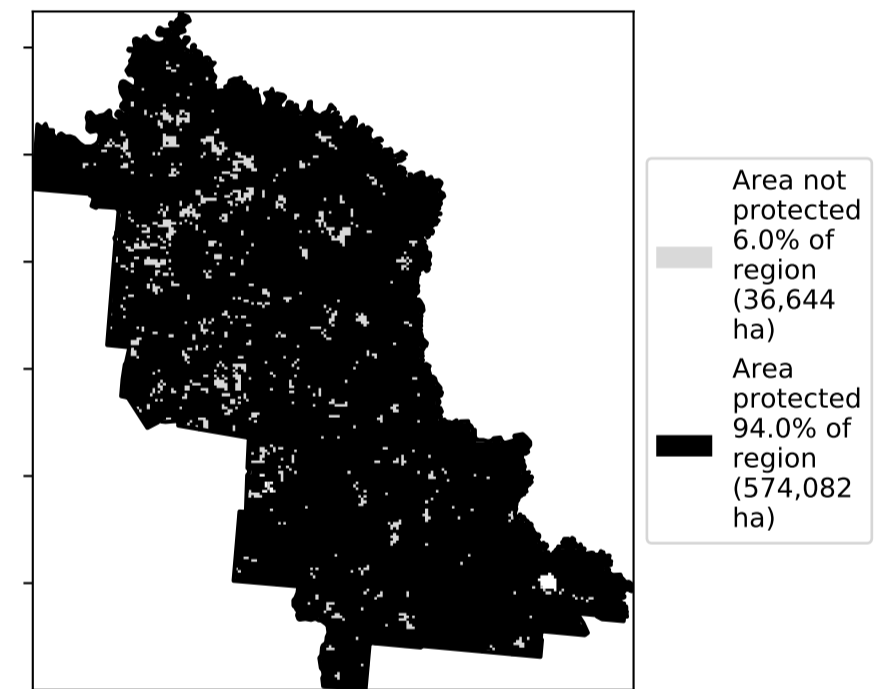 Area not
protected
6.0% of
region
(36,644
ha)
Area
protected
94.0% of
region
(574,082
ha)